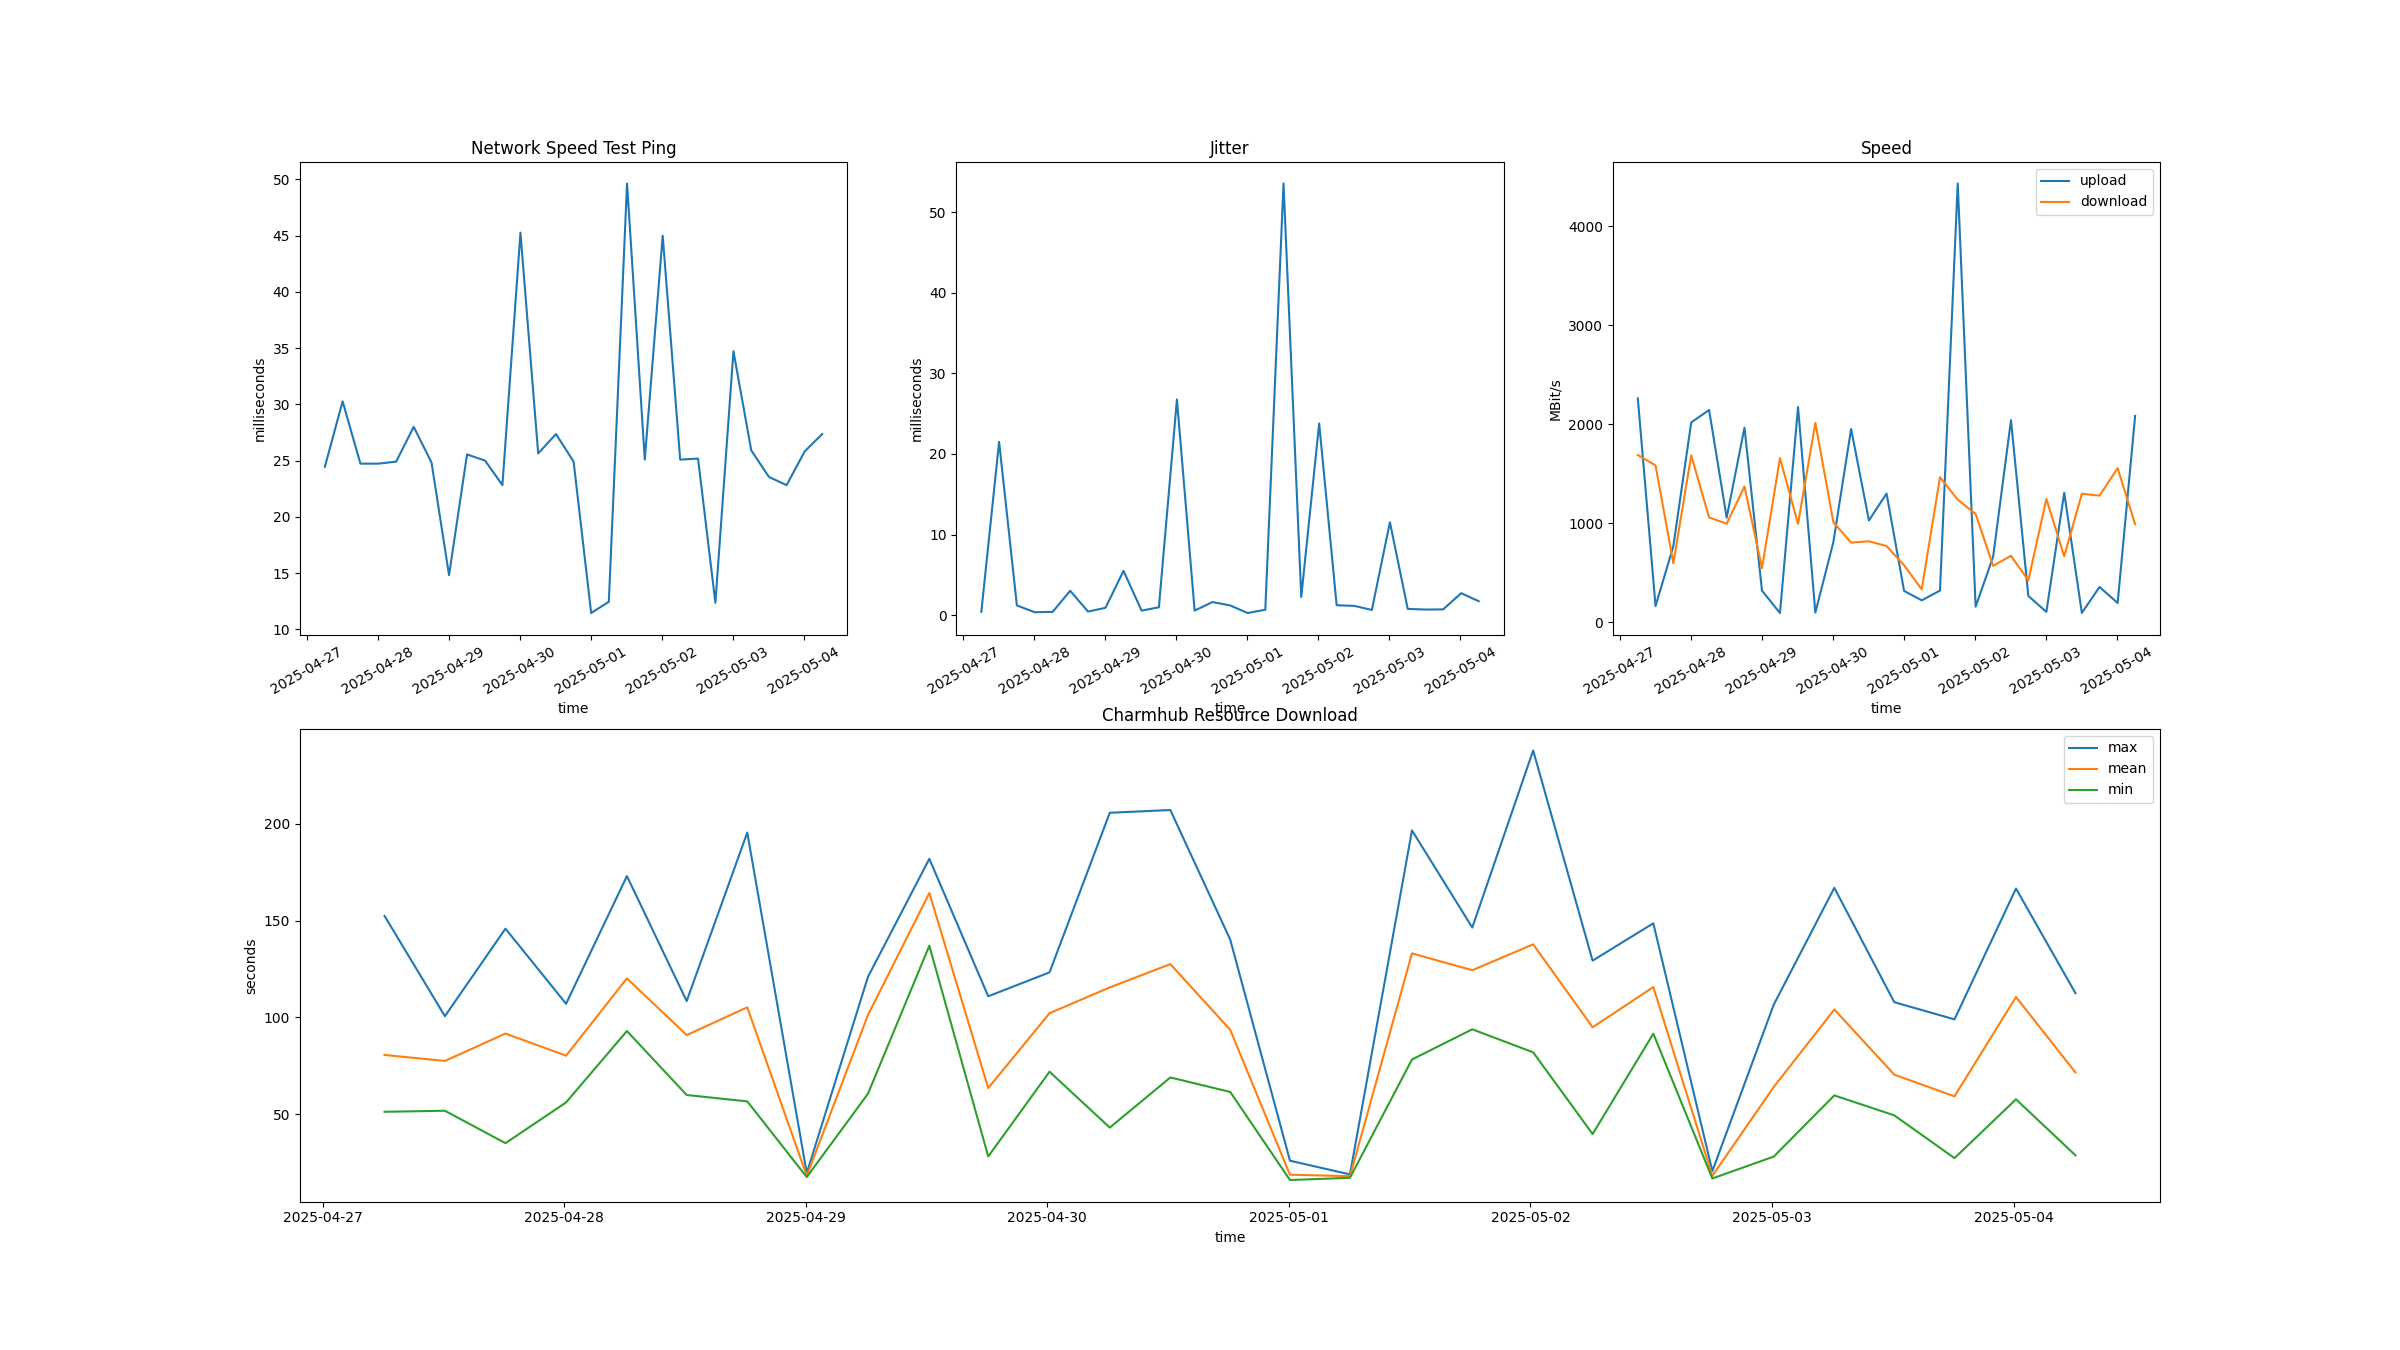 Network Speed Test Ping
50
45
40
35
30
25
20
15
10
milliseconds
2025-04-27 2025-04-28 2025-04-29 2025-04-30 2025-05-01 2025-05-02 2025-05-03 2025-05-04
time
Jitter
50
40
30
20
10
0
milliseconds
2025-04-27 2025-04-28 2025-04-29 2025-04-30 2025-05-01 2025-05-02 2025-05-03 2025-05-04
time
Speed
upload
download
4000
3000
2000
1000
0
MBit/s
2025-04-27 2025-04-28 2025-04-29 2025-04-30 2025-05-01 2025-05-02 2025-05-03 2025-05-04
time
Charmhub Resource Download
max
mean
min
200
150
100
50
seconds
2025-04-27 2025-04-28 2025-04-29 2025-04-30 2025-05-01 2025-05-02 2025-05-03 2025-05-04
time